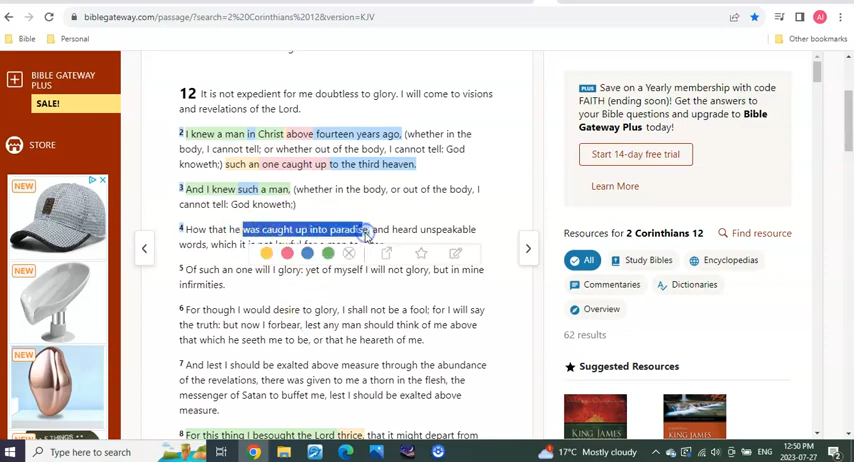 biblegateway.com/passage/?search=2%20Corinthians%2012&version=KJV
AI
Bible
Personal
Other bookmarks
BIBLE GATEWAY
PLUS
SALE!
STORE
NEW
NEW
NEW
12 It is not expedient for me doubtless to glory. I will come to visions
and revelations of the Lord.
2 I knew a man in Christ above fourteen years ago, (whether in the
body, I cannot tell; or whether out of the body, I cannot tell: God
knoweth;) such an one caught up to the third heaven.
3 And I knew such a man, (whether in the body, or out of the body, I
cannot tell: God knoweth;)
4 How that he was caught up into paradise, and heard unspeakable
words, which it is not lawful for a man to utter.
5 Of such an one will I glory: yet of myself I will not glory, but in mine
infirmities.
6 For though I would desire to glory, I shall not be a fool; for I will say
the truth: but now I forbear, lest any man should think of me above
that which he seeth me to be, or that he heareth of me.
7 And lest I should be exalted above measure through the abundance
of the revelations, there was given to me a thorn in the flesh, the
messenger of Satan to buffet me, lest I should be exalted above
measure.
8 For this thing I besought the Lord thrice, that it might depart from
PLUS Save on a Yearly membership with code
FAITH (ending soon)! Get the answers to
your Bible questions and upgrade to Bible
Gateway Plus today!
Start 14-day free trial
Learn More
Resources for 2 Corinthians 12
Find resource
All
Study Bibles
Encyclopedias
Commentaries
Dictionaries
Overview
62 results
Suggested Resources
KING JAMES
KING JAMES
Type here to search
17°C Mostly cloudy
ENG
12:50 PM
2023-07-27
2